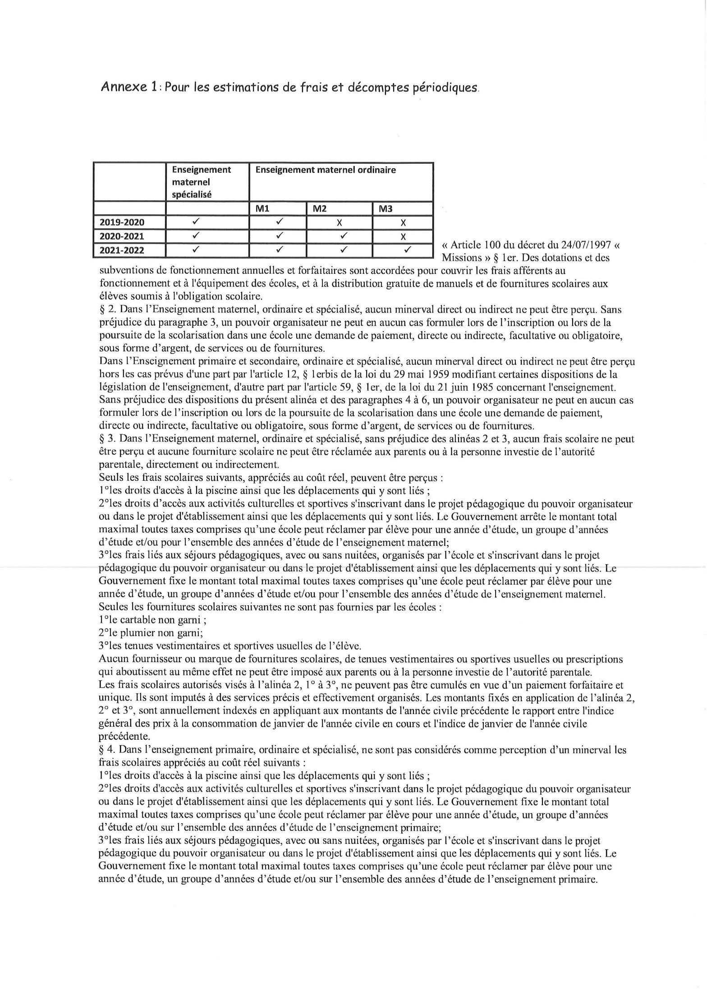 Annexe 1: Pour les estimations de frais et décomptes périodiques.
Enseignement maternel spécialisé Enseignement maternel ordinaire
M1 M2 M3
2019-2020 ✓ ✓ X X
2020-2021 ✓ ✓ ✓ X
2021-2022 ✓ ✓ ✓ ✓
« Article 100 du décret du 24/07/1997 «
Missions » § 1er. Des dotations et des
subventions de fonctionnement annuelles et forfaitaires sont accordées pour couvrir les frais afférents au
fonctionnement et à l'équipement des écoles, et à la distribution gratuite de manuels et de fournitures scolaires aux
élèves soumis à l'obligation scolaire.
§ 2. Dans l’Enseignement maternel, ordinaire et spécialisé, aucun minerval direct ou indirect ne peut être perçu. Sans
préjudice du paragraphe 3, un pouvoir organisateur ne peut en aucun cas formuler lors de l’inscription ou lors de la
poursuite de la scolarisation dans une école une demande de paiement, directe ou indirecte, facultative ou obligatoire,
sous forme d’argent, de services ou de fournitures.
Dans l’Enseignement primaire et secondaire, ordinaire et spécialisé, aucun minerval direct ou indirect ne peut être perçu
hors les cas prévus d'une part par l'article 12, § 1erbis de la loi du 29 mai 1959 modifiant certaines dispositions de la
législation de l'enseignement, d'autre part par l'article 59, § 1er, de la loi du 21 juin 1985 concernant l'enseignement.
Sans préjudice des dispositions du présent alinéa et des paragraphes 4 à 6, un pouvoir organisateur ne peut en aucun cas
formuler lors de l’inscription ou lors de la poursuite de la scolarisation dans une école une demande de paiement,
directe ou indirecte, facultative ou obligatoire, sous forme d’argent, de services ou de fournitures.
§ 3. Dans l’Enseignement maternel, ordinaire et spécialisé, sans préjudice des alinéas 2 et 3, aucun frais scolaire ne peut
être perçu et aucune fourniture scolaire ne peut être réclamée aux parents ou à la personne investie de l’autorité
parentale, directement ou indirectement.
Seuls les frais scolaires suivants, appréciés au coût réel, peuvent être perçus :
1°les droits d'accès à la piscine ainsi que les déplacements qui y sont liés ;
2°les droits d’accès aux activités culturelles et sportives s'inscrivant dans le projet pédagogique du pouvoir organisateur
ou dans le projet d'établissement ainsi que les déplacements qui y sont liés. Le Gouvernement arrête le montant total
maximal toutes taxes comprises qu’une école peut réclamer par élève pour une année d’étude, un groupe d’années
d’étude et/ou pour l’ensemble des années d’étude de l’enseignement maternel;
3°les frais liés aux séjours pédagogiques, avec ou sans nuitées, organisés par l’école et s'inscrivant dans le projet
pédagogique du pouvoir organisateur ou dans le projet d'établissement ainsi que les déplacements qui y sont liés. Le
Gouvernement fixe le montant total maximal toutes taxes comprises qu’une école peut réclamer par élève pour une
année d’étude, un groupe d’années d’étude et/ou pour l’ensemble des années d’étude de l’enseignement maternel.
Seules les fournitures scolaires suivantes ne sont pas fournies par les écoles :
1°le cartable non garni ;
2°le plumier non garni;
3°les tenues vestimentaires et sportives usuelles de l’élève.
Aucun fournisseur ou marque de fournitures scolaires, de tenues vestimentaires ou sportives usuelles ou prescriptions
qui aboutissent au même effet ne peut être imposé aux parents ou à la personne investie de l’autorité parentale.
Les frais scolaires autorisés visés à l’alinéa 2, 1° à 3°, ne peuvent pas être cumulés en vue d’un paiement forfaitaire et
unique. Ils sont imputés à des services précis et effectivement organisés. Les montants fixés en application de l’alinéa 2,
2° et 3°, sont annuellement indexés en appliquant aux montants de l'année civile précédente le rapport entre l'indice
général des prix à la consommation de janvier de l'année civile en cours et l'indice de janvier de l'année civile
précédente.
§ 4. Dans l’enseignement primaire, ordinaire et spécialisé, ne sont pas considérés comme perception d’un minerval les
frais scolaires appréciés au coût réel suivants :
1°les droits d'accès à la piscine ainsi que les déplacements qui y sont liés ;
2°les droits d'accès aux activités culturelles et sportives s'inscrivant dans le projet pédagogique du pouvoir organisateur
ou dans le projet d'établissement ainsi que les déplacements qui y sont liés. Le Gouvernement fixe le montant total
maximal toutes taxes comprises qu’une école peut réclamer par élève pour une année d’étude, un groupe d’années
d’étude et/ou sur l’ensemble des années d’étude de l’enseignement primaire;
3°les frais liés aux séjours pédagogiques, avec ou sans nuitées, organisés par l’école et s'inscrivant dans le projet
pédagogique du pouvoir organisateur ou dans le projet d'établissement ainsi que les déplacements qui y sont liés. Le
Gouvernement fixe le montant total maximal toutes taxes comprises qu’une école peut réclamer par élève pour une
année d’étude, un groupe d’années d’étude et/ou sur l’ensemble des années d’étude de l’enseignement primaire.